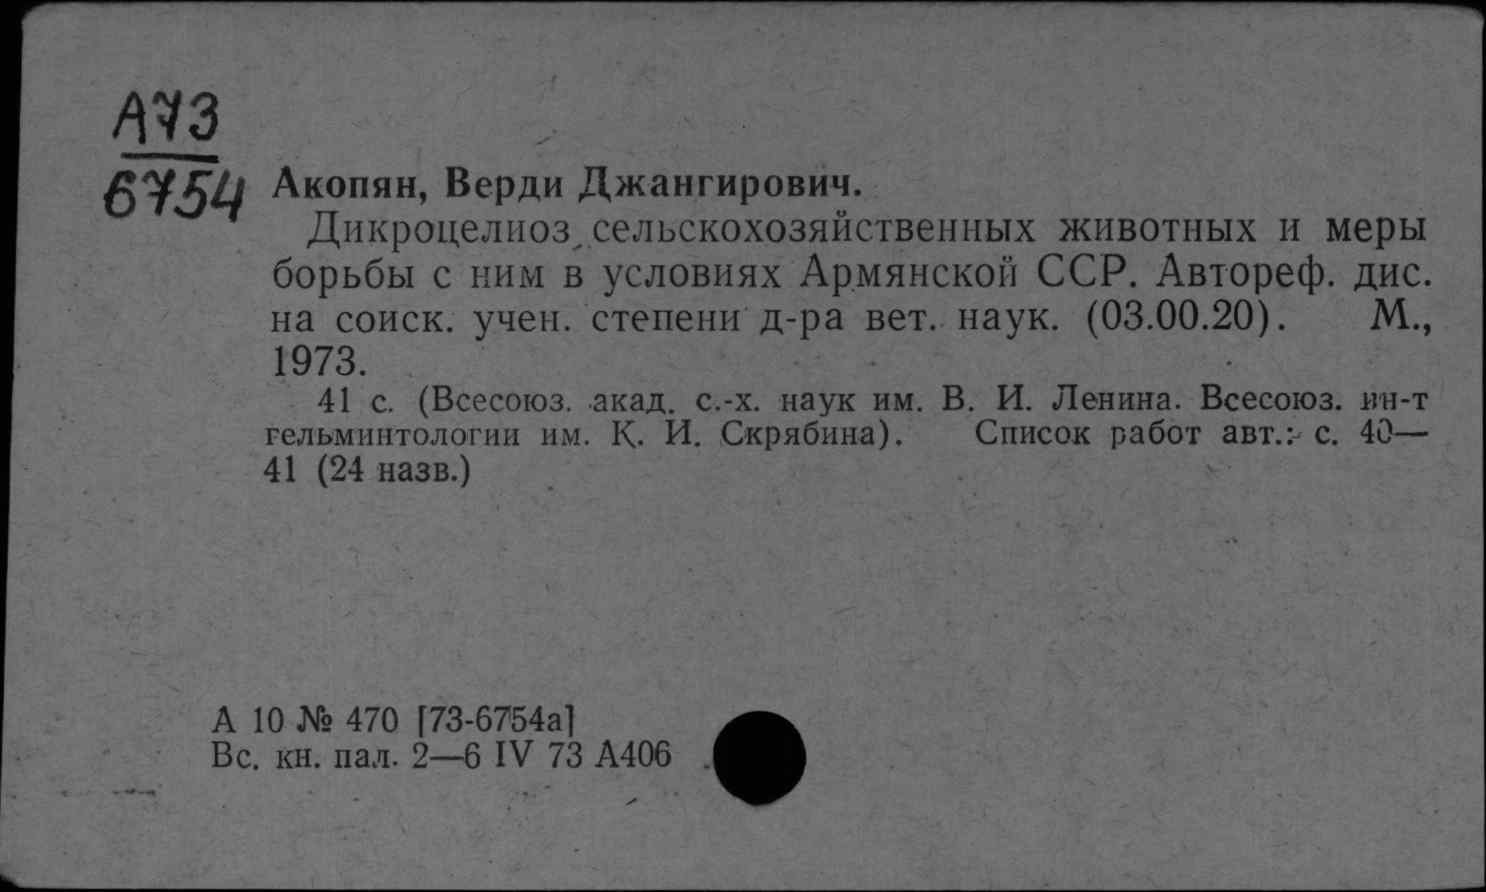 А73
6754
Акопян, Верди Джангирович.
Дикроцелиоз сельскохозяйственных животных и меры
борьбы с ним в условиях Армянской ССР. Автореф. дис.
на соиск. учен. степени д-ра вет. наук. (03.00.20). М.,
1973.
41 с. (Всесоюз. акад. с.-х. наук им. В. И. Ленина. Всесоюз. ин-т
гельминтологии им. К. И. Скрябина). Список работ авт.: с. 40—
41 (24 назв.)
А 10 № 470 [73-6754а]
Вс. кн. пал. 2—6 IV 73 А406